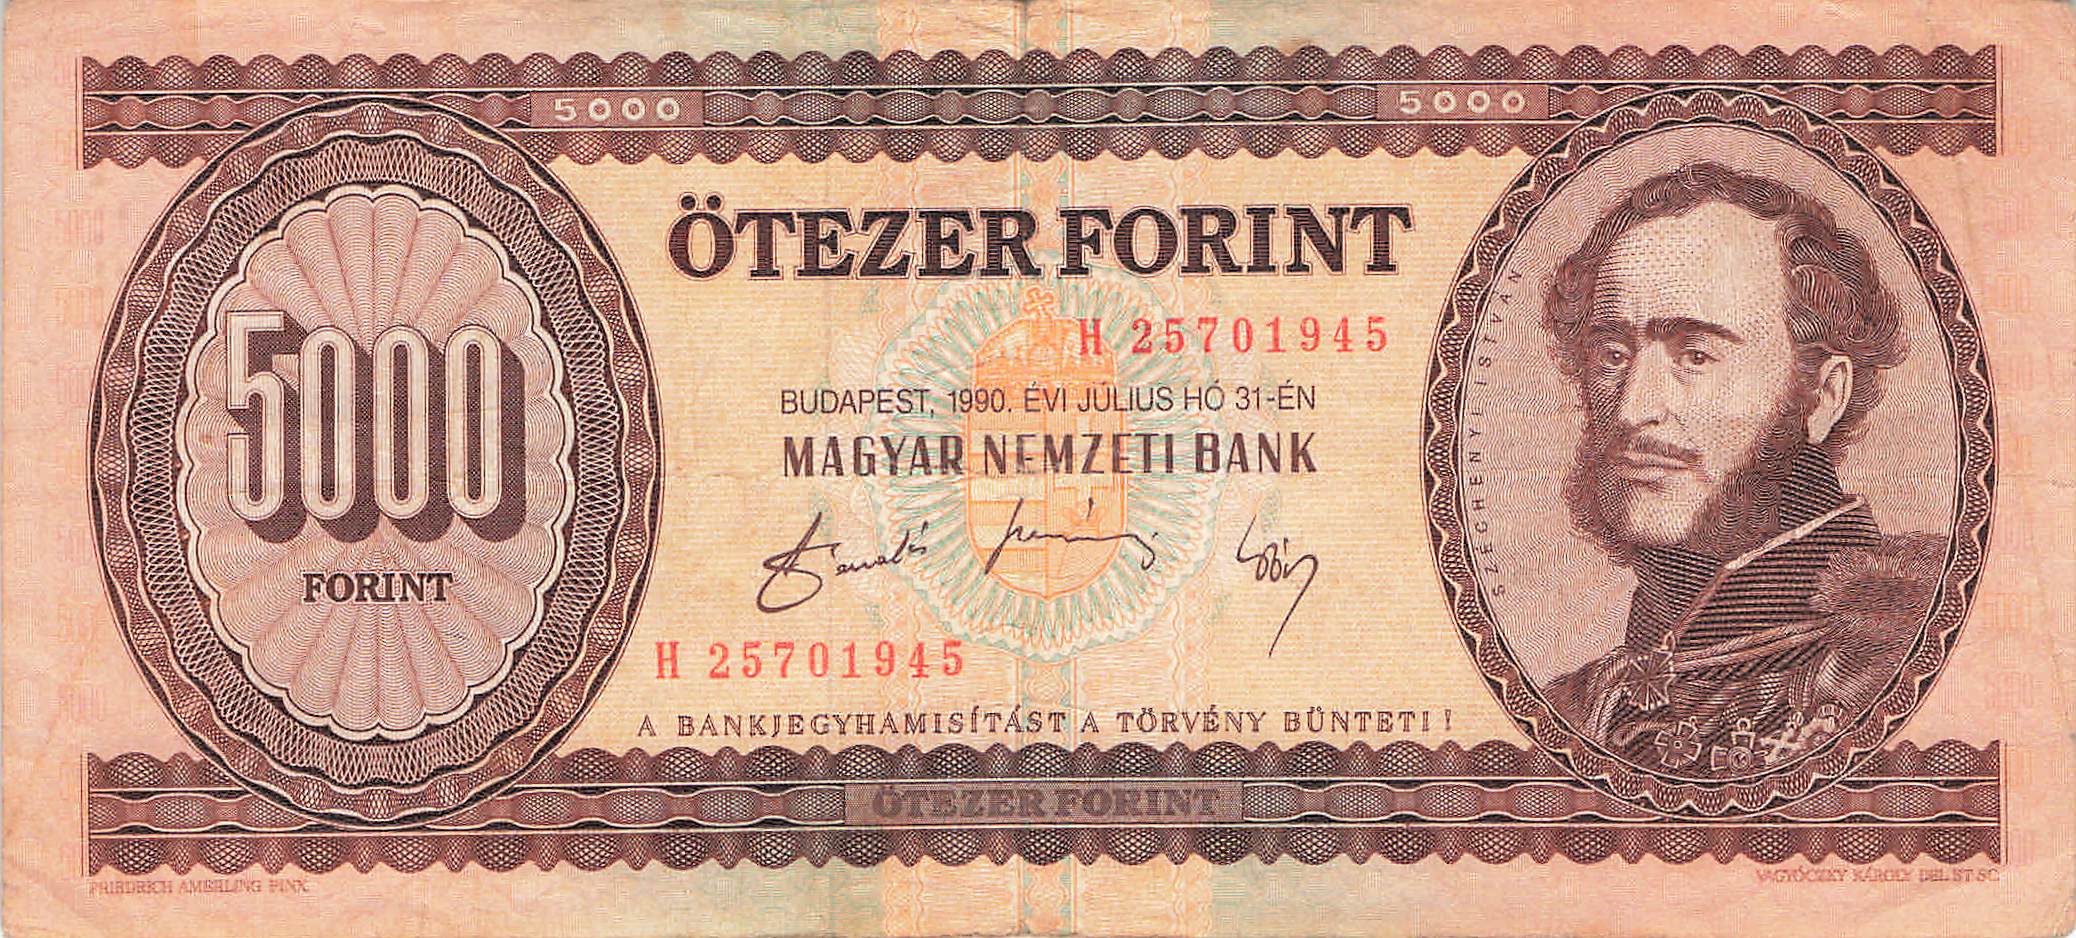 5000 5000
ÖTEZER FORINT
H 25701945
BUDAPEST, 1990. ÉVI JÚLIUS HÓ 31-ÉN
MAGYAR NEMZETI BANK
5000
FORINT
SZÉCHENYI ISTVÁN
H 25701945
A BANKJEGYHAMISÍTÁST A TÖRVÉNY BÜNTETI!
ÖTEZER FORINT
FRIEDRICH AMERLING PINX.
VAGYÓCZKY KÁROLY DEL. ET SC.